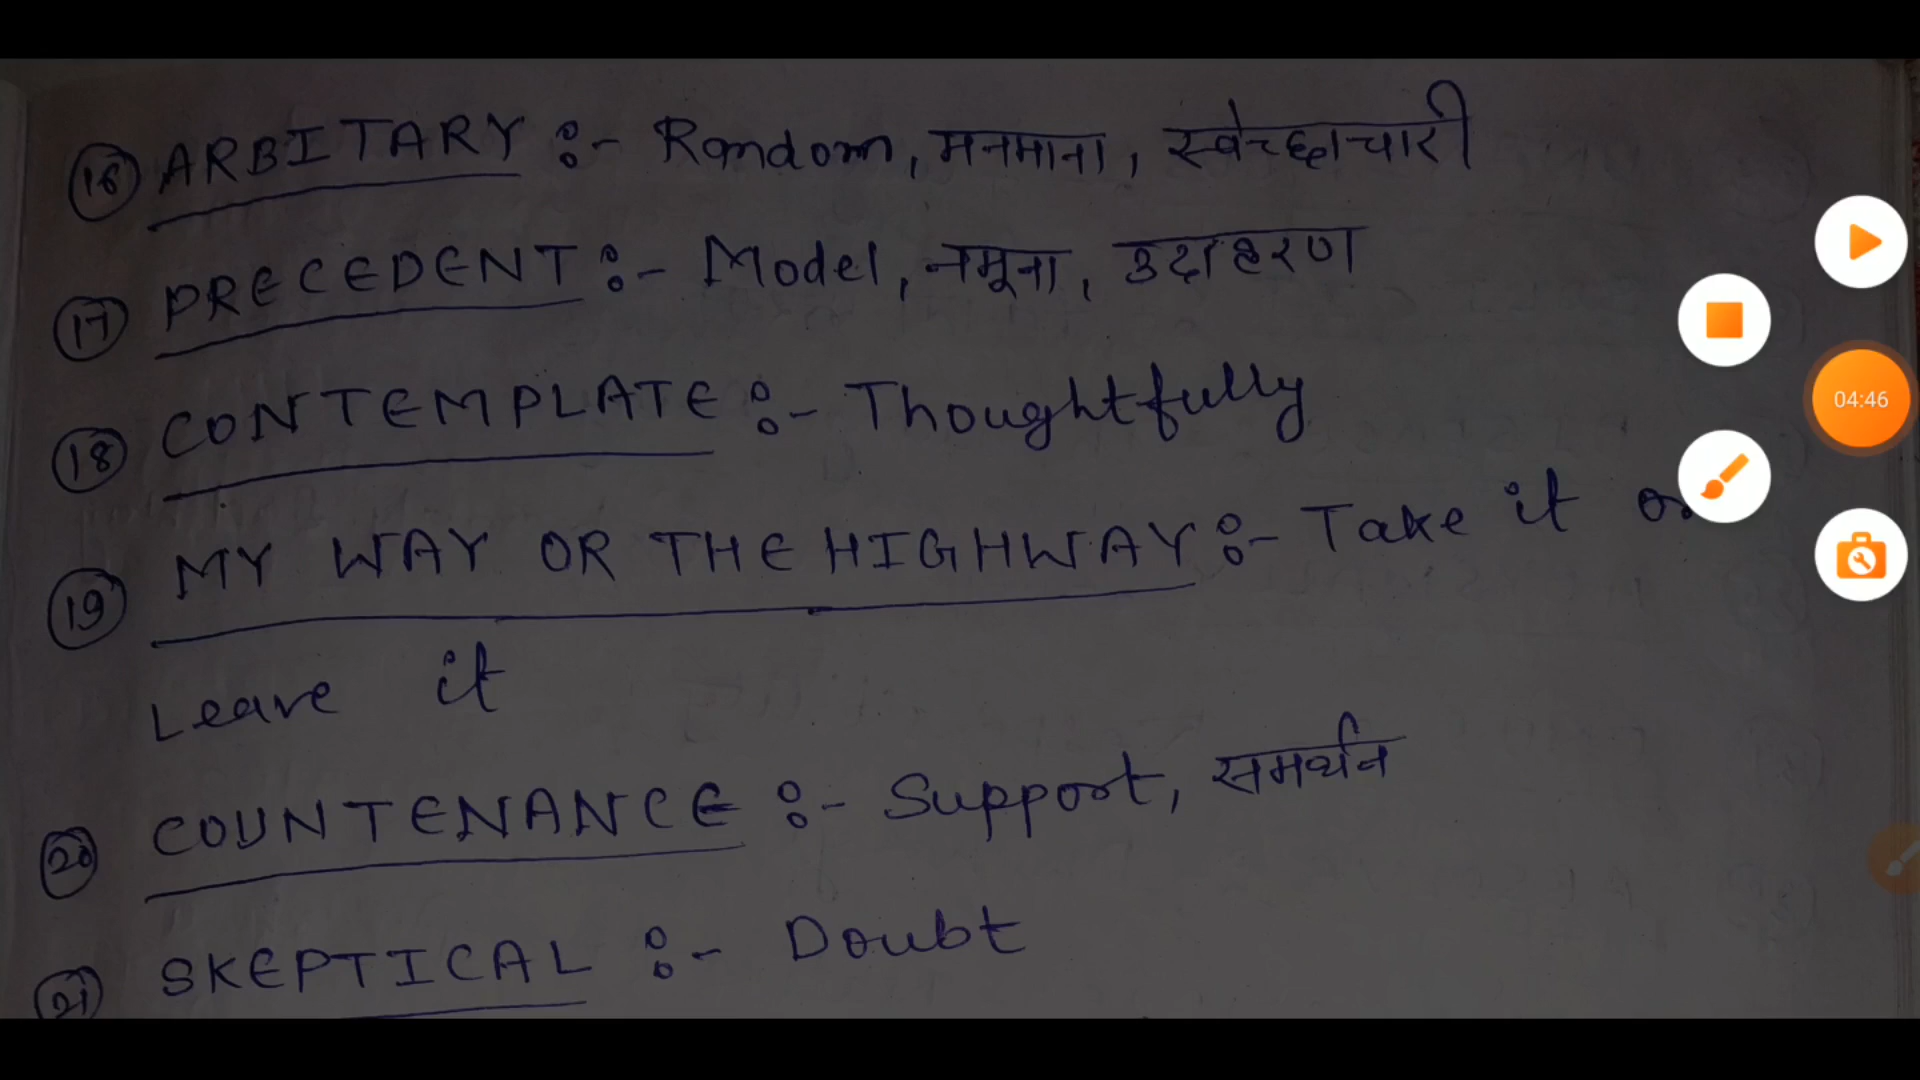 16 ARBITARY :- Random, मनमाना, स्वेच्छाचारी
17 PRECEDENT :- Model, नमूना, उदाहरण
18 CONTEMPLATE :- Thoughtfully
19 MY WAY OR THE HIGHWAY :- Take it or
Leave it
20 COUNTENANCE :- Support, समर्थन
21 SKEPTICAL :- Doubt
04:46